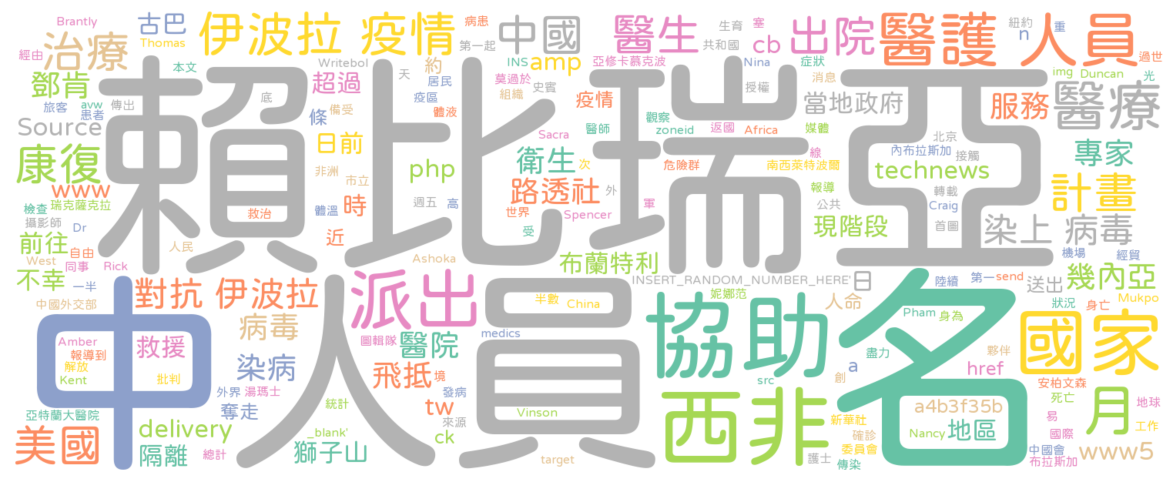 Brantly
古巴
Thomas
經由
治療
伊波拉 疫情
病患
第一起
中國
生育
塞
醫生
共和國
cb
出院
紐約
n
重
醫護 人員
過世
鄧肯
本文
Writebol
天
約
INS
amp
莫過於
亞修卡慕克波
Nina
症狀
消息
img
Duncan
光
旅客
avw
患者
傳出
底
備受
超過
居民
疫區
組織
史實
疫情
授權
當地政府
服務
醫療
Source
條
體液
醫師
觀察
zoneid
返國
Africa
媒體
北京
賴比瑞亞
康復
日前
Sacra
危險群
線
內布拉斯加
接觸
專家
www
非洲
市立
php
衛生
次
南西萊特波爾
technews
瑞克薩克拉
體溫
路透社
外
報導
轉載
計畫
檢查
攝影師
救治
時
週五
高
世界
Spencer
軍
公共
Craig
首圖
前往
Dr
近
受
現階段
染上 病毒
West
自由
人民
Ashoka
布蘭特利
機場
經貿
不幸
同事
Rick
一半
中國外交部
對抗 伊波拉
派出
INSERT_RANDOM_NUMBER_HERE'
日
陸續
第一
send
送出
幾內亞
半數
China
妮娜范
人命
狀況
身亡
Mukpo
中
人員
協助
名
國家
Amber
報導到
解放
Kent
救援
批判
病毒
圖輯隊
醫院
medics
Pham
身為
盡力
夥伴
染病
外界
湯瑪士
飛抵
境
發病
src
a
創
href
安柏文森
死亡
地球
亞特蘭大醫院
奪走
統計
tw
來源
Vinson
西非
新華社
a4b3f35b
易
月
工作
美國
delivery
_blank'
ck
確診
Nancy
地區
國際
隔離
總計
獅子山
target
護士
委員會
傳染
中國會
布拉斯加
www5